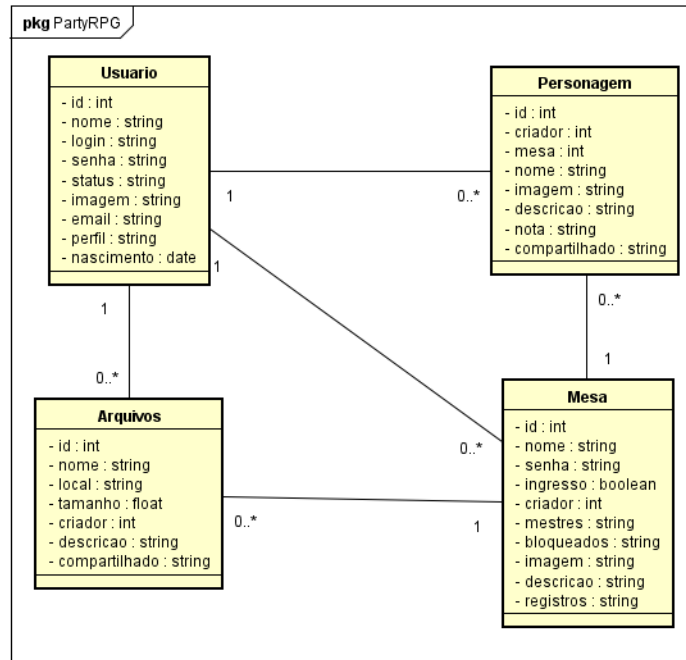 pkg PartyRPG
Usuario
- id : int
- nome : string
- login : string
- senha : string
- status : string
- imagem : string
- email : string
- perfil : string
- nascimento : date
Personagem
- id : int
- criador : int
- mesa : int
- nome : string
- imagem : string
- descricao : string
- nota : string
- compartilhado : string
1
0..*
1
1
0..*
0..*
1
0..*
Arquivos
- id : int
- nome : string
- local : string
- tamanho : float
- criador : int
- descricao : string
- compartilhado : string
0..*
1
Mesa
- id : int
- nome : string
- senha : string
- ingresso : boolean
- criador : int
- mestres : string
- bloqueados : string
- imagem : string
- descricao : string
- registros : string